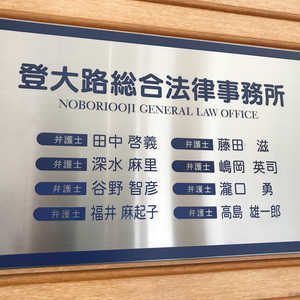 登大路総合法律事務所
NOBORIOOJI GENERAL LAW OFFICE
弁護士 田中 啓義 弁護士 藤田 滋
弁護士 深水 麻里 弁護士 嶋岡 英司
弁護士 谷野 智彦 弁護士 瀧口 勇
弁護士 福井 麻起子 弁護士 高島 雄一郎